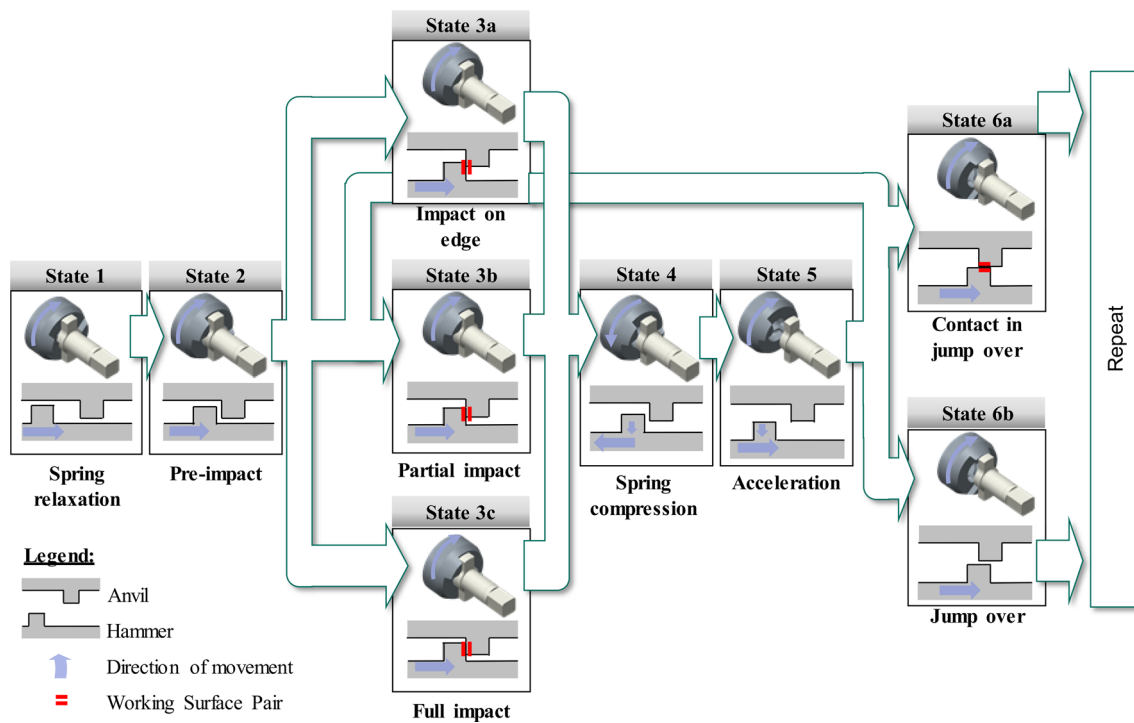 State 3a
Impact on
edge
State 6a
Contact in
jump over
State 1
Spring
relaxation
State 2
Pre-impact
State 3b
Partial impact
State 4
Spring
compression
State 5
Acceleration
Repeat
State 6b
Jump over
State 3c
Full impact
Legend:
Anvil
Hammer
Direction of movement
Working Surface Pair